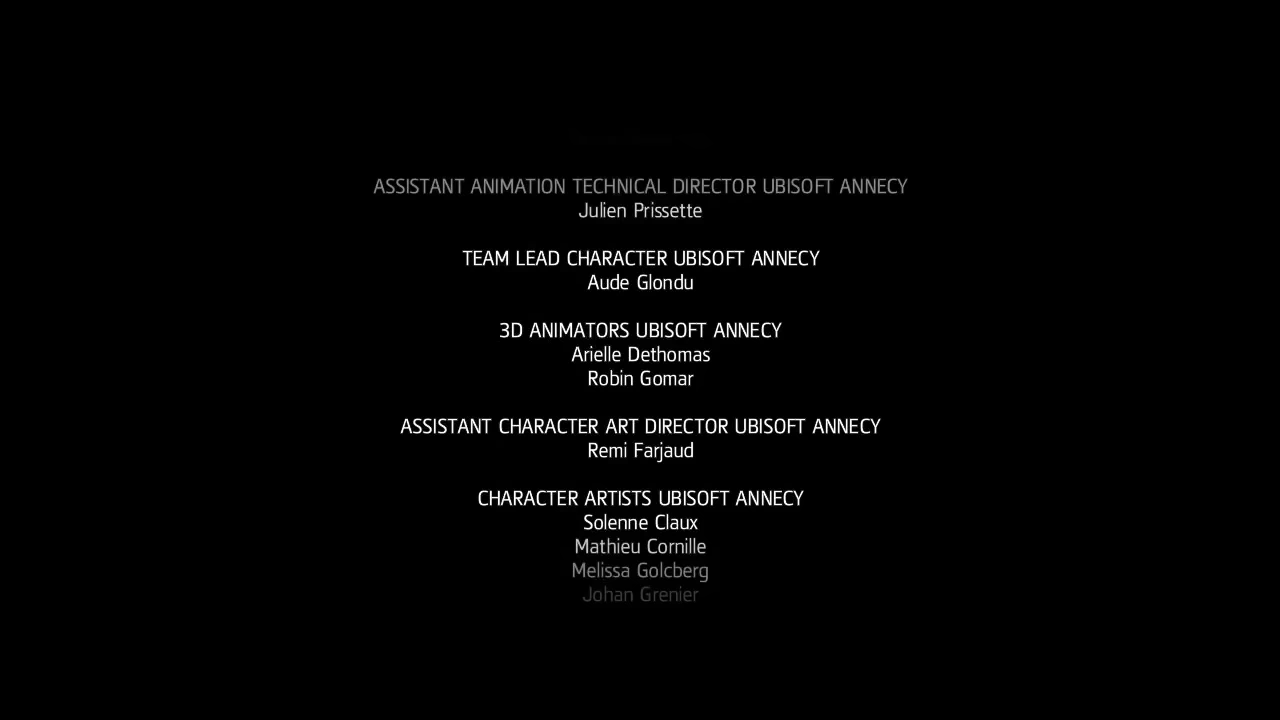 ASSISTANT ANIMATION TECHNICAL DIRECTOR UBISOFT ANNECY
Julien Prissette
TEAM LEAD CHARACTER UBISOFT ANNECY
Aude Glondu
3D ANIMATORS UBISOFT ANNECY
Arielle Dethomas
Robin Gomar
ASSISTANT CHARACTER ART DIRECTOR UBISOFT ANNECY
Remi Farjaud
CHARACTER ARTISTS UBISOFT ANNECY
Solenne Claux
Mathieu Cornille
Melissa Golcberg
Johan Grenier